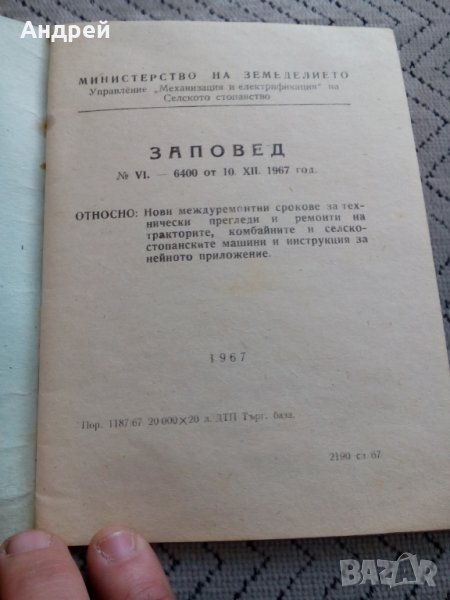 Андрей
МИНИСТЕРСТВО НА ЗЕМЕДЕЛИЕТО
Управление „Механизация и електрификация" на
Селското стопанство
ЗАПОВЕД
№ VI. — 6400 от 10. XII. 1967 год.
ОТНОСНО: Нови междуремонтни срокове за тех-
нически прегледи и ремонти на
тракторите, комбайните и селско-
стопанските машини и инструкция за
нейното приложение.
1967
Пор. 1187/67 20 000×20 л. ДТП Търг. база.
2190 сл 67
BAZAR